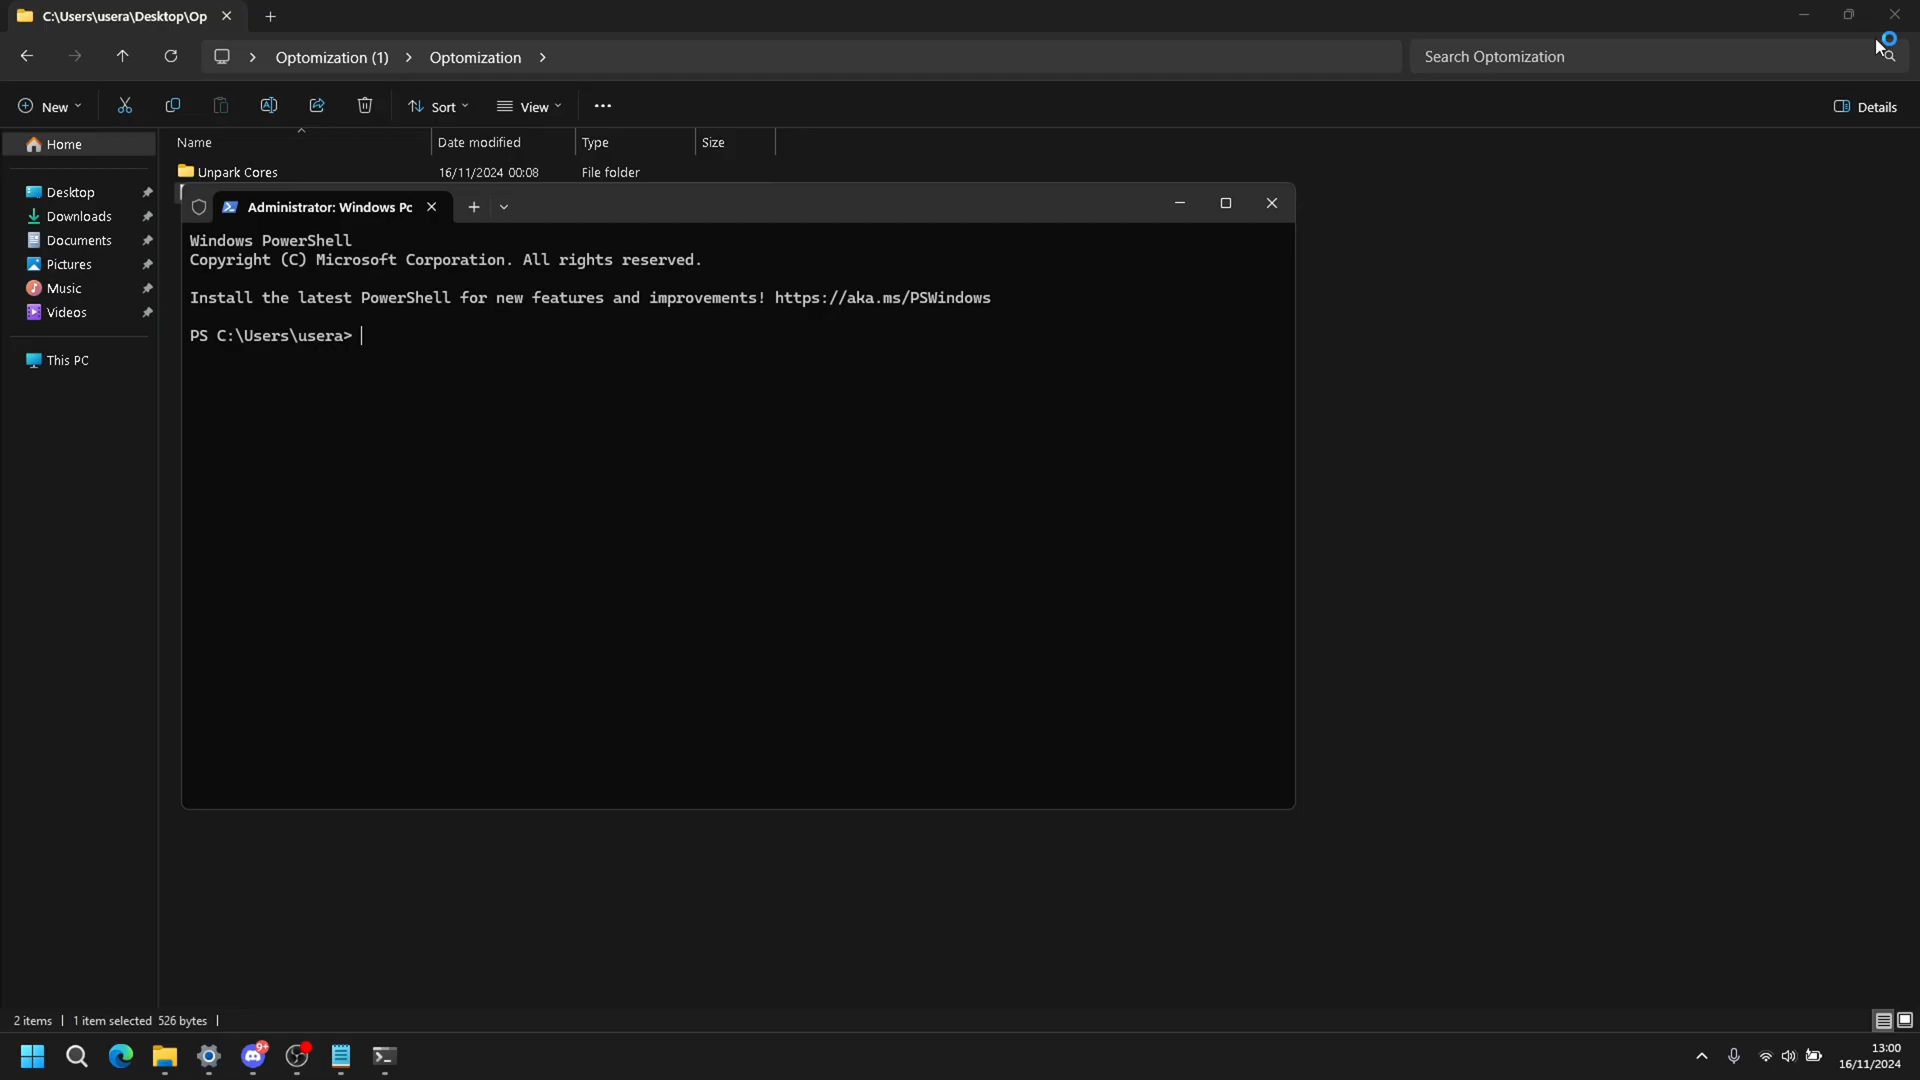 C:\Users\usera\Desktop\Op
Optomization (1)
Optomization
Search Optomization
New
Sort
View
Details
Name
Date modified
Type
Size
Home
Unpark Cores
16/11/2024 00:08
File folder
Desktop
Downloads
Documents
Pictures
Music
Videos
This PC
Administrator: Windows Pc
Windows PowerShell
Copyright (C) Microsoft Corporation. All rights reserved.
Install the latest PowerShell for new features and improvements! https://aka.ms/PSWindows
PS C:\Users\usera>
2 items
1 item selected 526 bytes
9+
13:00
16/11/2024